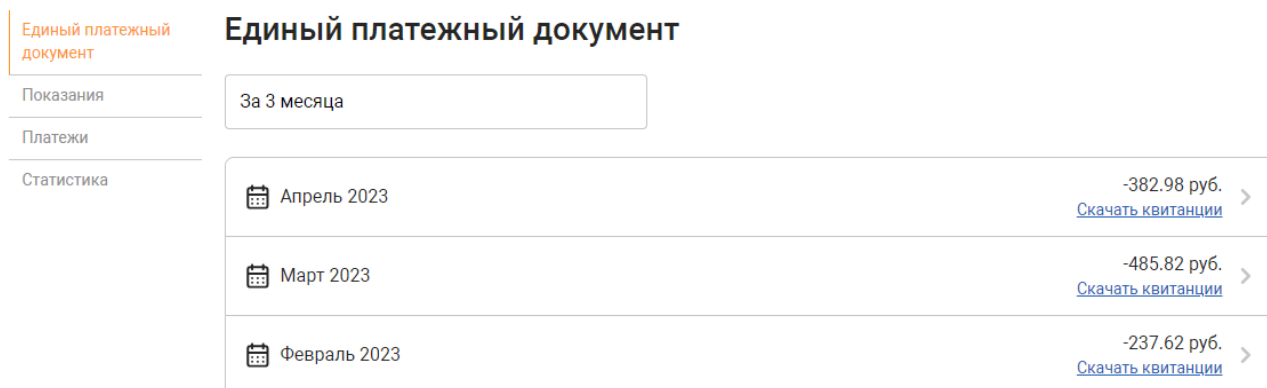 Единый платежный
документ
Показания
Платежи
Статистика
Единый платежный документ
За 3 месяца
Апрель 2023
-382.98 руб.
Скачать квитанции
Март 2023
-485.82 руб.
Скачать квитанции
Февраль 2023
-237.62 руб.
Скачать квитанции